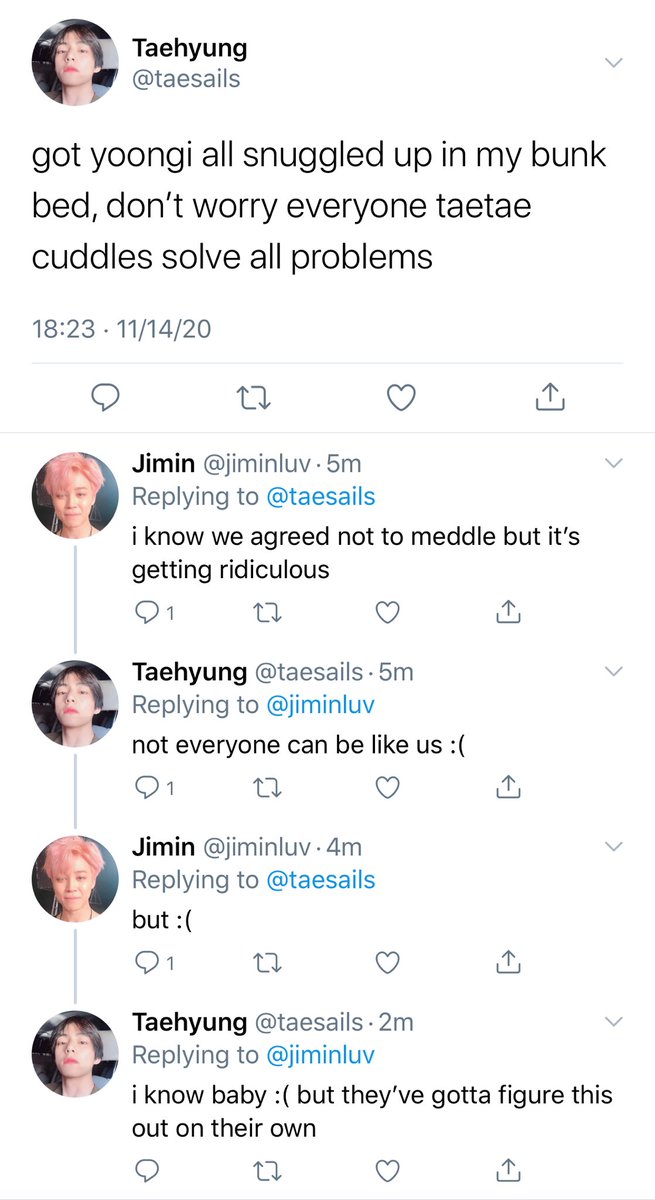 Taehyung
@taesails
got yoongi all snuggled up in my bunk
bed, don’t worry everyone taetae
cuddles solve all problems
18:23 · 11/14/20
Jimin @jiminluv · 5m
Replying to @taesails
i know we agreed not to meddle but it’s
getting ridiculous
1
Taehyung @taesails · 5m
Replying to @jiminluv
not everyone can be like us :(
1
Jimin @jiminluv · 4m
Replying to @taesails
but :(
1
Taehyung @taesails · 2m
Replying to @jiminluv
i know baby :( but they’ve gotta figure this
out on their own